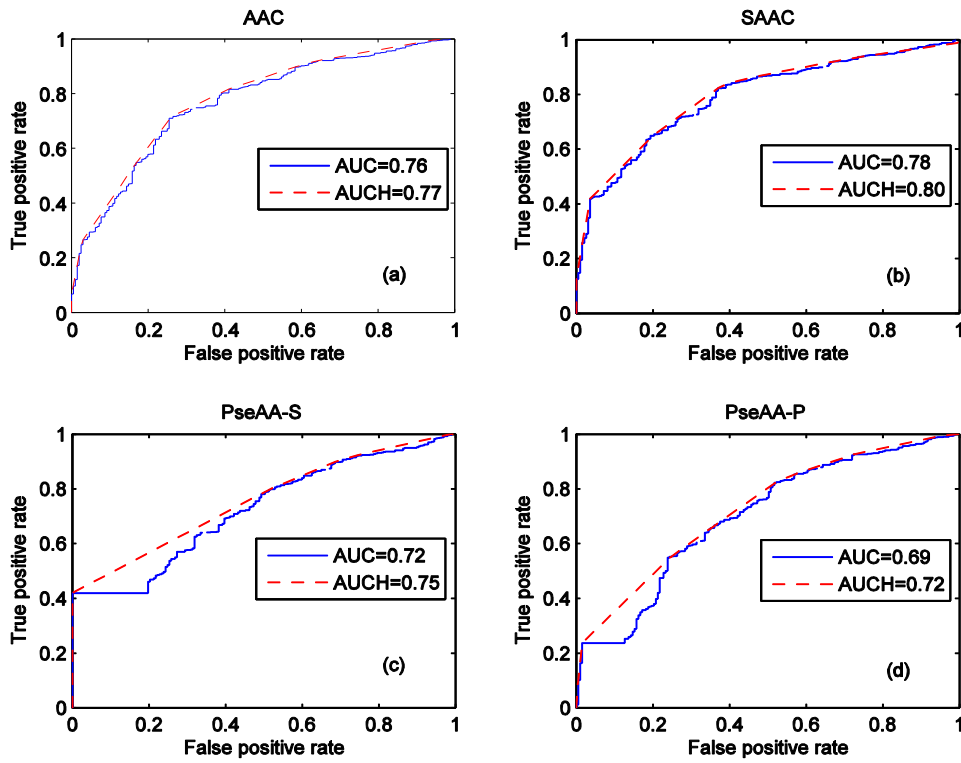 AAC
1
0.8
0.6
0.4
0.2
0
True positive rate
AUC=0.76
AUCH=0.77
(a)
0 0.2 0.4 0.6 0.8 1
False positive rate
SAAC
1
0.8
0.6
0.4
0.2
0
True positive rate
AUC=0.78
AUCH=0.80
(b)
0 0.2 0.4 0.6 0.8 1
False positive rate
PseAA-S
1
0.8
0.6
0.4
0.2
0
True positive rate
AUC=0.72
AUCH=0.75
(c)
0 0.2 0.4 0.6 0.8 1
False positive rate
PseAA-P
1
0.8
0.6
0.4
0.2
0
True positive rate
AUC=0.69
AUCH=0.72
(d)
0 0.2 0.4 0.6 0.8 1
False positive rate